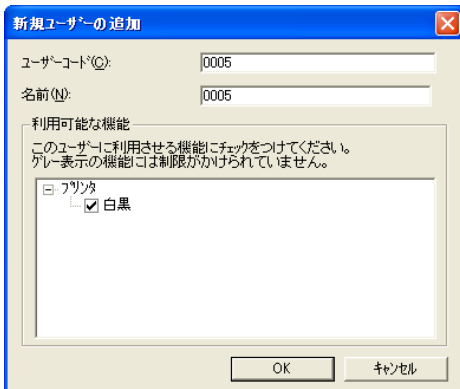 新規ユーザーの追加
ユーザーコード(C): 0005
名前(N): 0005
利用可能な機能
このユーザーに利用させる機能にチェックをつけてください。
グレー表示の機能には制限がかけられていません。
プリンタ
白黒
OK キャンセル